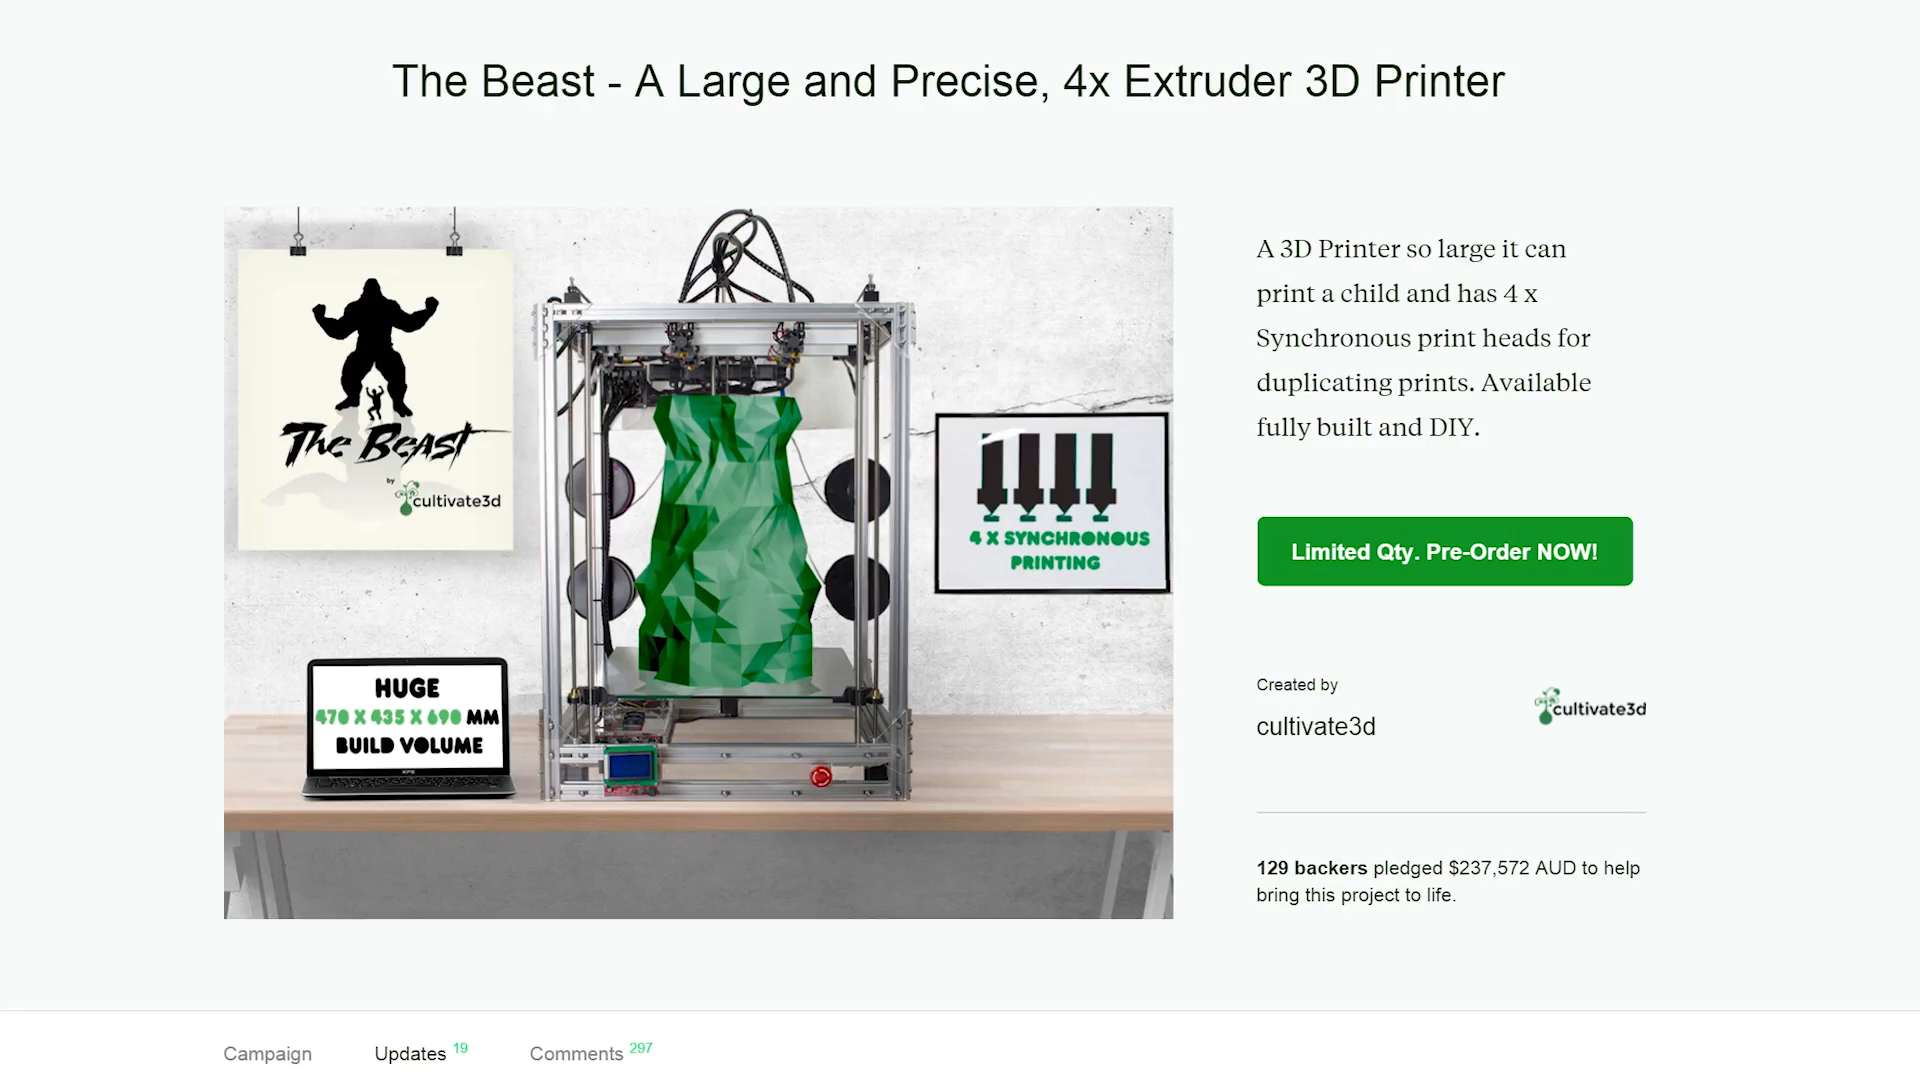 The Beast - A Large and Precise, 4x Extruder 3D Printer
The Beast
by
cultivate3d
4 X SYNCHRONOUS
PRINTING
HUGE
470 X 435 X 690 MM
BUILD VOLUME
XPS
A 3D Printer so large it can
print a child and has 4 x
Synchronous print heads for
duplicating prints. Available
fully built and DIY.
Limited Qty. Pre-Order NOW!
Created by
cultivate3d
cultivate3d
129 backers pledged $237,572 AUD to help
bring this project to life.
Campaign
Updates 19
Comments 297